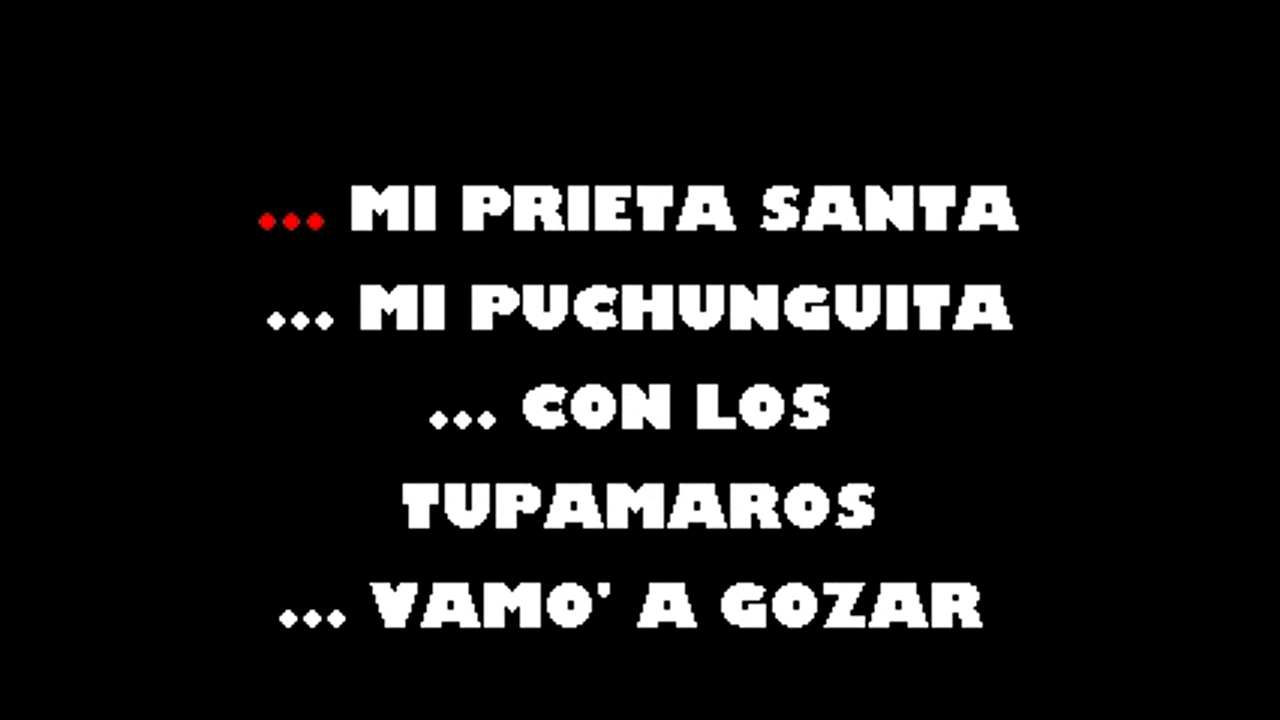 ... MI PRIETA SANTA
... MI PUCHUNGUITA
... CON LOS
TUPAMAROS
... VAMO' A GOZAR